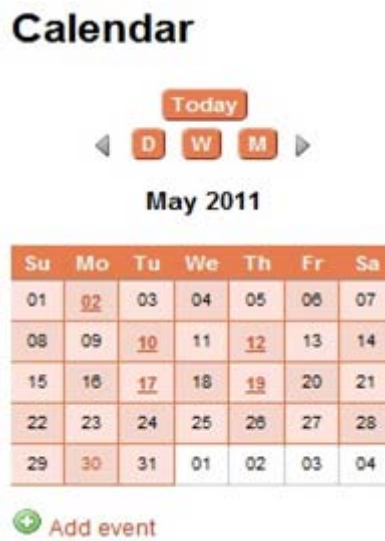 Calendar
Today
D W M
May 2011
Su Mo Tu We Th Fr Sa
01 02 03 04 05 06 07
08 09 10 11 12 13 14
15 16 17 18 19 20 21
22 23 24 25 26 27 28
29 30 31 01 02 03 04
Add event